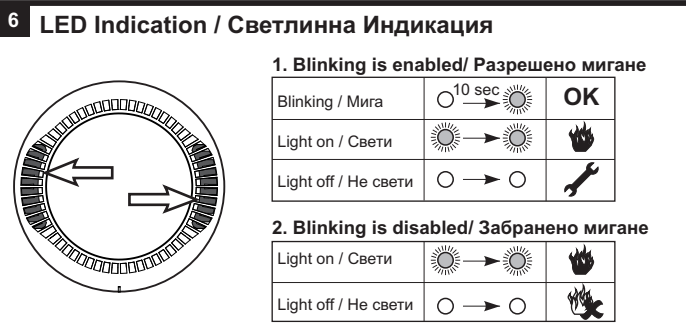 6 LED Indication / Светлинна Индикация
1. Blinking is enabled/ Разрешено мигане
Blinking / Мига 10 sec OK
Light on / Свети
Light off / Не свети
2. Blinking is disabled/ Забранено мигане
Light on / Свети
Light off / Не свети